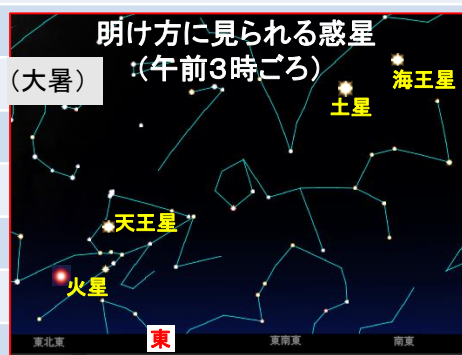 明け方に見られる惑星
（午前3時ごろ）
（大暑）
海王星
土星
天王星
火星
東北東
東
東南東
南東